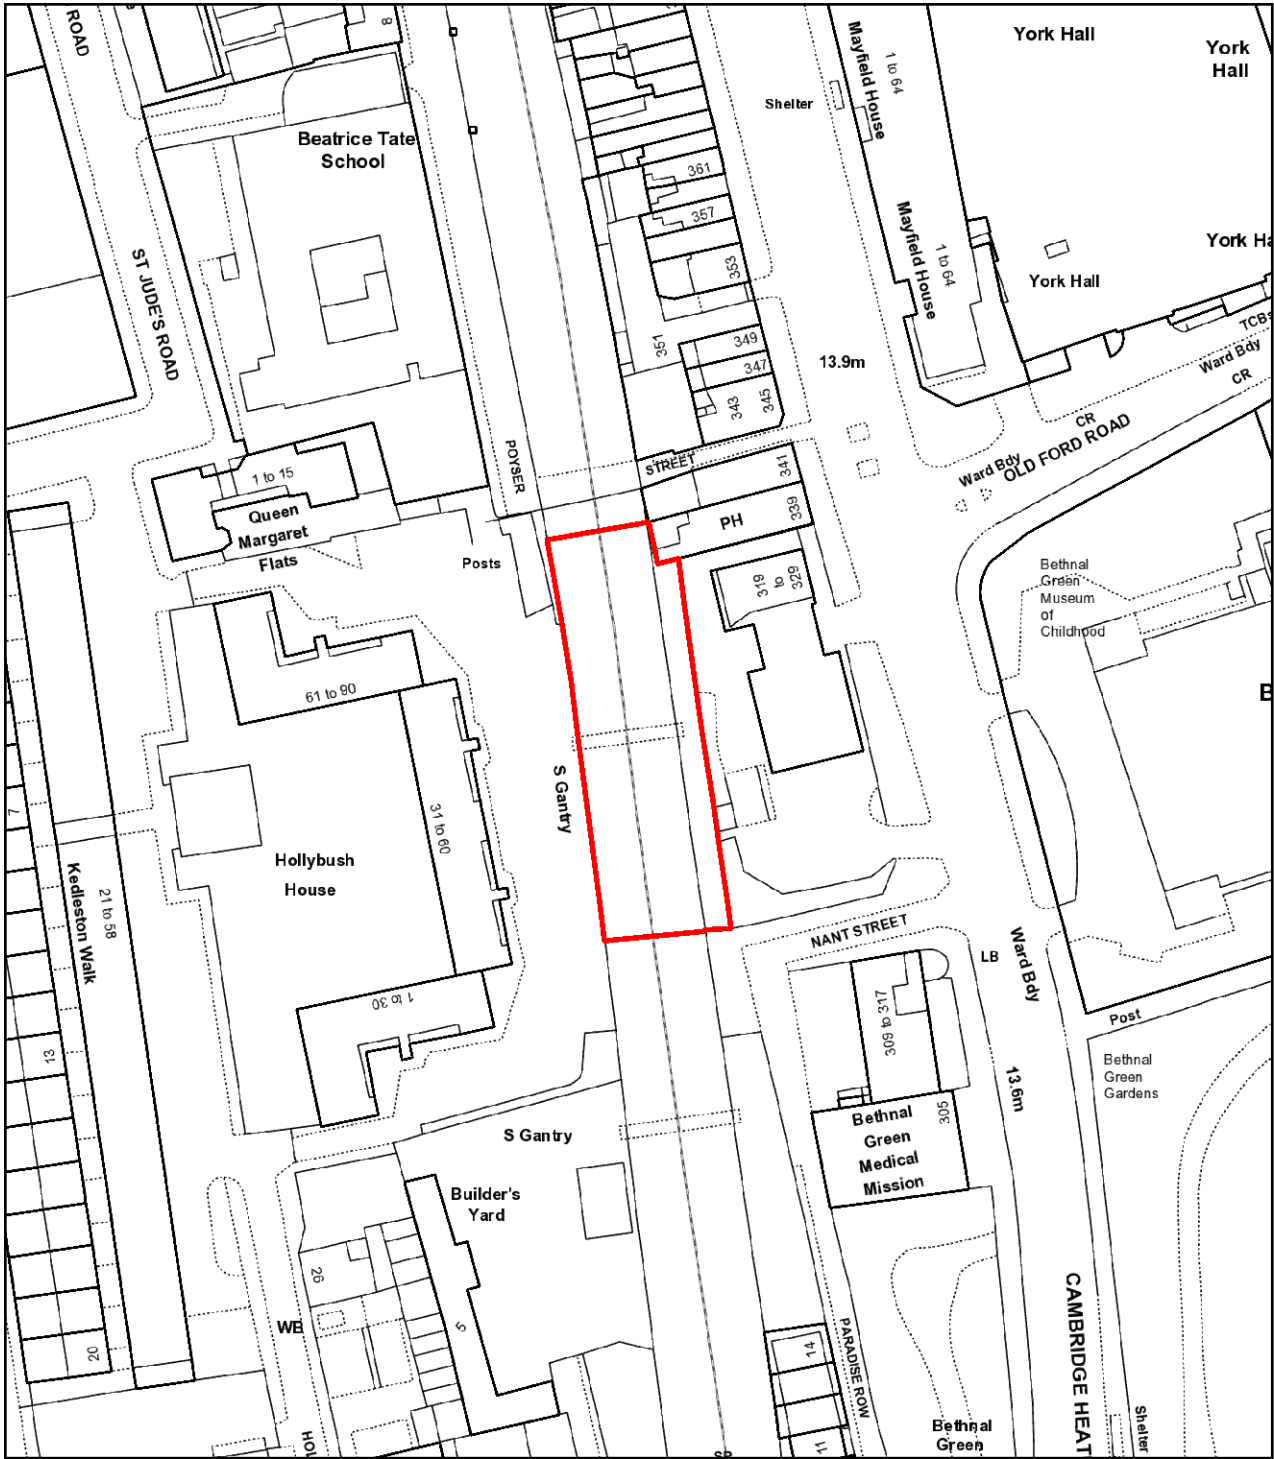 ROAD
8
Beatrice Tate
School
Mayfield House
1 to 64
Shelter
York Hall
York
Hall
361
357
353
Mayfield House
1 to 64
York Hall
York Ha
ST JUDE'S ROAD
351
349
347
345
343
13.9m
TCBs
Ward Bdy
CR
CR
OLD FORD ROAD
Ward Bdy
POYSER
STREET
341
339
PH
1 to 15
Queen
Margaret
Flats
Posts
319
to
329
Bethnal
Green
Museum
of
Childhood
B
61 to 90
31 to 60
S Gantry
7
Hollybush
House
Kedleston Walk
21 to 58
1 to 30
NANT STREET
LB
Ward Bdy
309 to 317
Post
13
13.6m
Bethnal
Green
Gardens
305
Bethnal
Green
Medical
Mission
S Gantry
Builder's
Yard
26
WB
5
20
14
11
PARADISE ROW
CAMBRIDGE HEAT
Shelter
Bethnal
Green
HOL